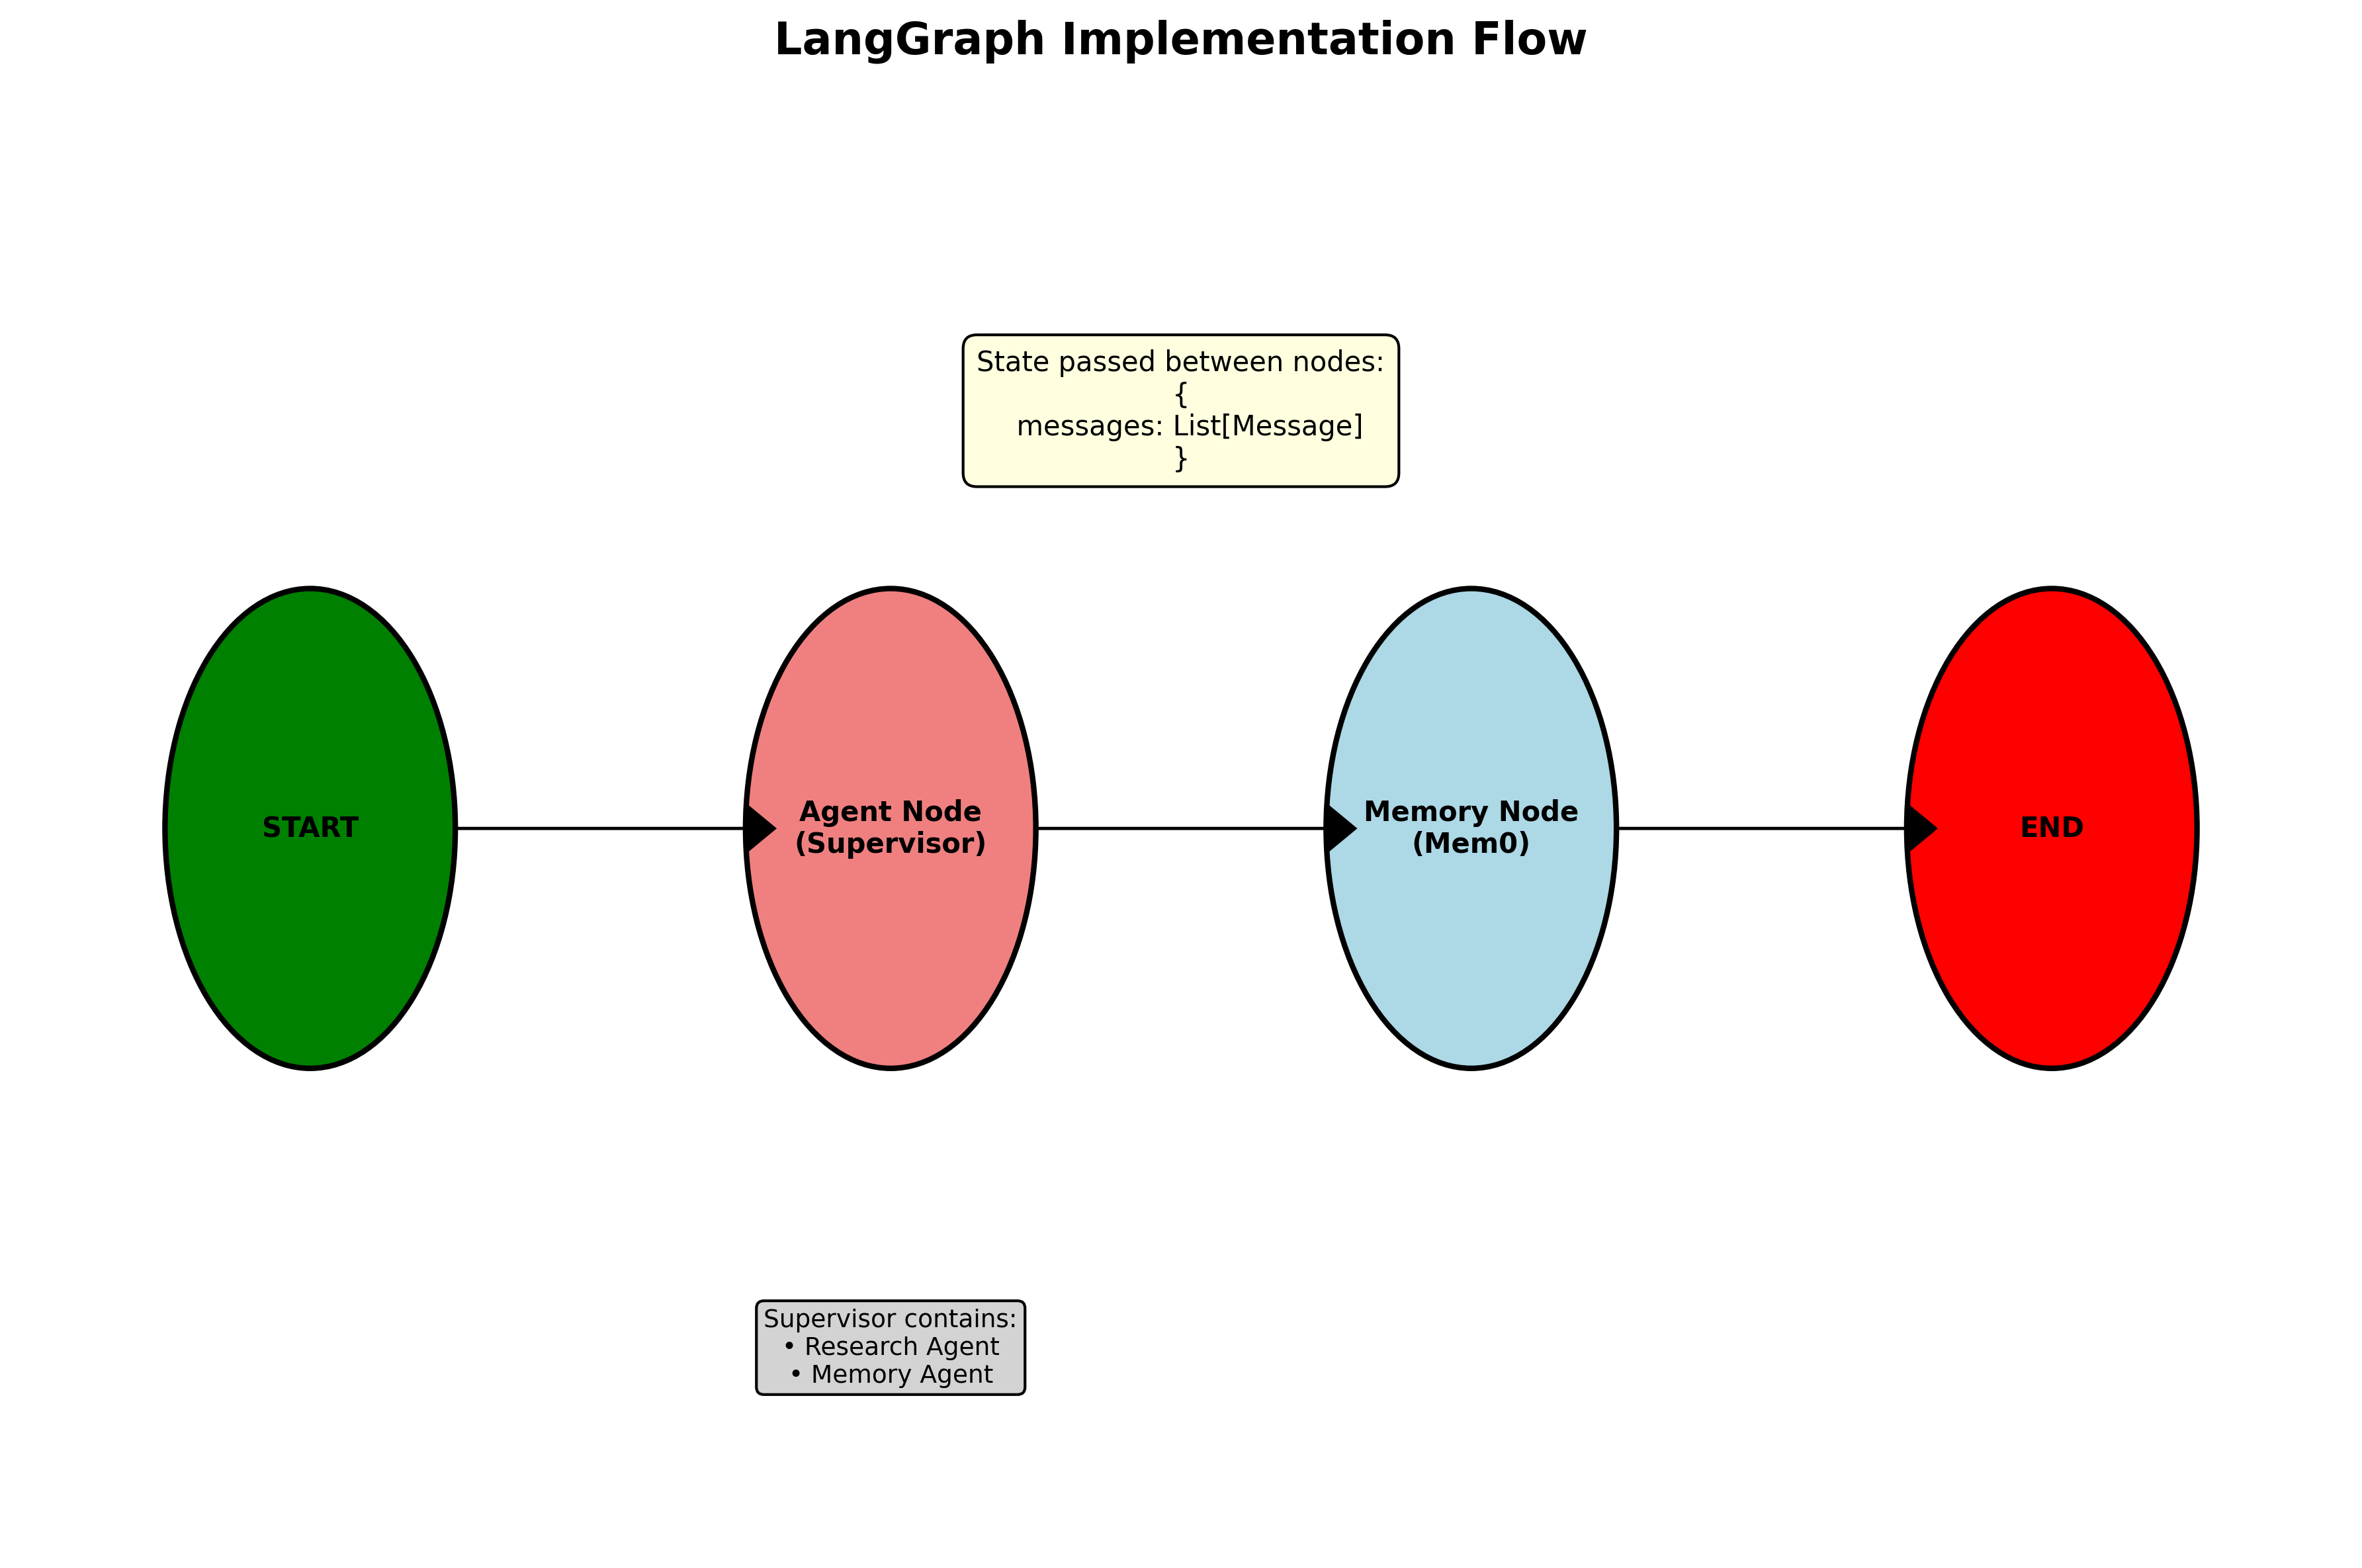 LangGraph Implementation Flow
State passed between nodes:
{
messages: List[Message]
}
START
Agent Node
(Supervisor)
Memory Node
(Mem0)
END
Supervisor contains:
• Research Agent
• Memory Agent